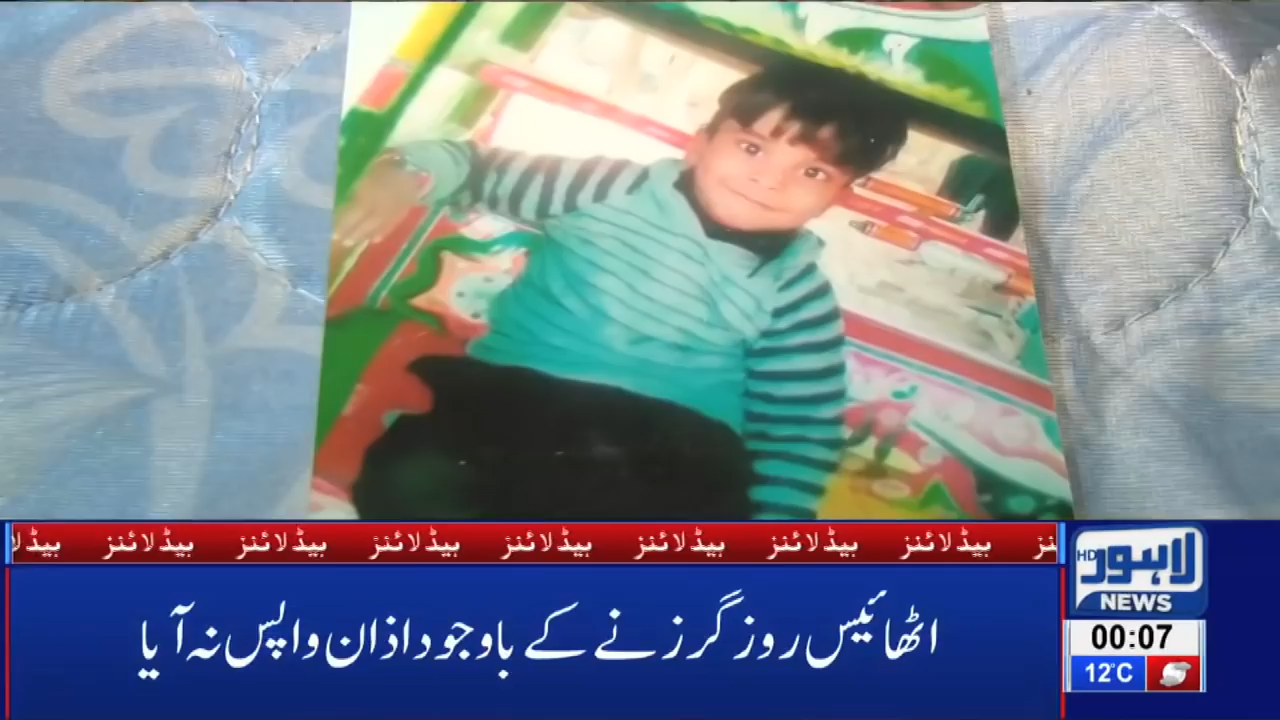 ہیڈلائنز ہیڈلائنز ہیڈلائنز ہیڈلائنز ہیڈلائنز ہیڈلائنز ہیڈلائنز
اٹھائیس روز گزرنے کے باوجود اذان واپس نہ آیا
HD لاہور
NEWS
00:07
12°C